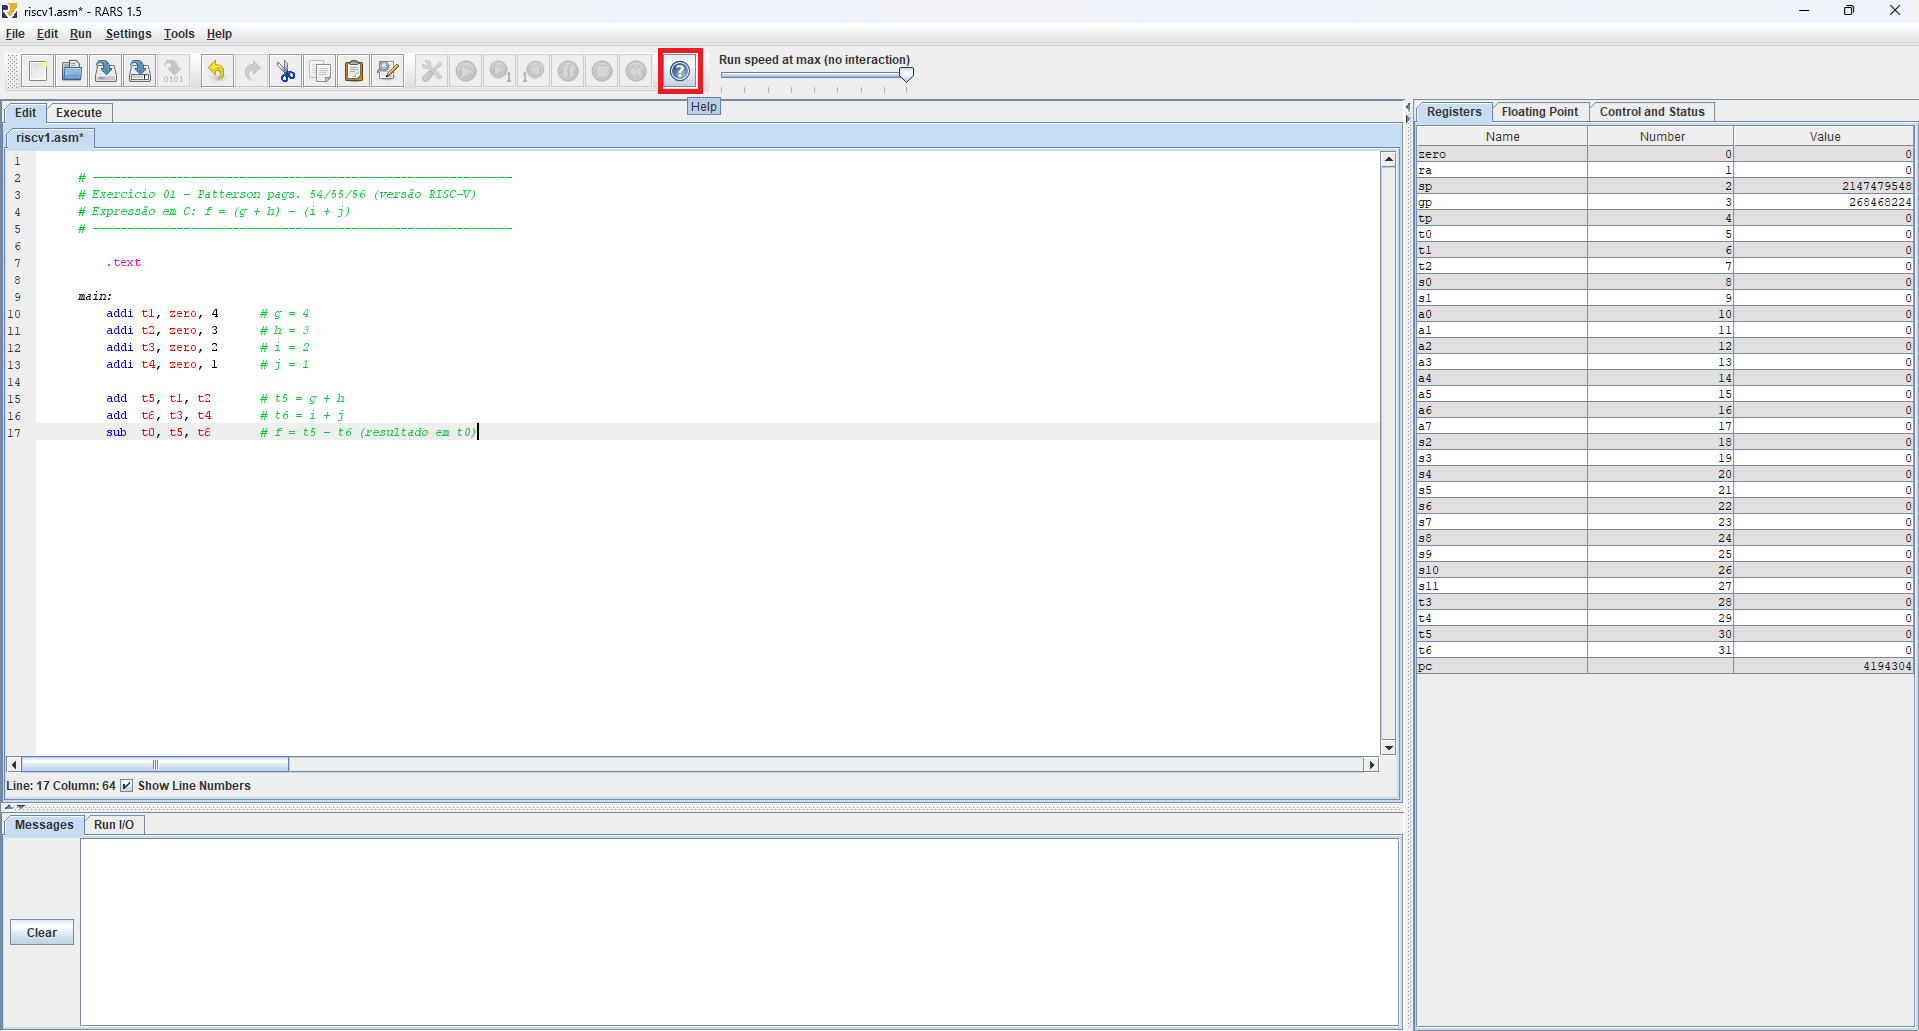 riscv1.asm* - RARS 1.5
File Edit Run Settings Tools Help
Run speed at max (no interaction)
Help
Edit Execute
riscv1.asm*
1
2 # ------------------------------------------------------------
3 # Exercício 01 - Patterson pags. 54/55/56 (versão RISC-V)
4 # Expressão em C: f = (g + h) - (i + j)
5 # ------------------------------------------------------------
6
7 .text
8
9 main:
10 addi t1, zero, 4 # g = 4
11 addi t2, zero, 3 # h = 3
12 addi t3, zero, 2 # i = 2
13 addi t4, zero, 1 # j = 1
14
15 add t5, t1, t2 # t5 = g + h
16 add t6, t3, t4 # t6 = i + j
17 sub t0, t5, t6 # f = t5 - t6 (resultado em t0)
Line: 17 Column: 64 Show Line Numbers
Messages Run I/O
Clear
Registers Floating Point Control and Status
Name Number Value
zero 0 0
ra 1 0
sp 2 2147479548
gp 3 268468224
tp 4 0
t0 5 0
t1 6 0
t2 7 0
s0 8 0
s1 9 0
a0 10 0
a1 11 0
a2 12 0
a3 13 0
a4 14 0
a5 15 0
a6 16 0
a7 17 0
s2 18 0
s3 19 0
s4 20 0
s5 21 0
s6 22 0
s7 23 0
s8 24 0
s9 25 0
s10 26 0
s11 27 0
t3 28 0
t4 29 0
t5 30 0
t6 31 0
pc 4194304